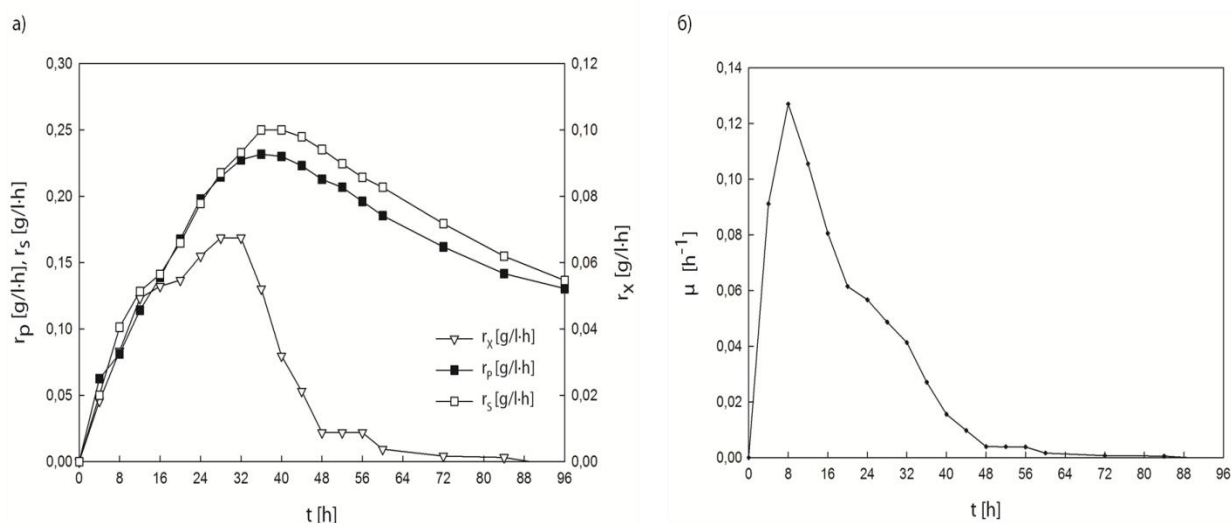 а)
0,30
0,25
0,20
0,15
0,10
0,05
0,00
rP [g/l·h], rS [g/l·h]
0,12
0,10
0,08
0,06
0,04
0,02
0,00
rX [g/l·h]
rX [g/l·h]
rP [g/l·h]
rS [g/l·h]
0 8 16 24 32 40 48 56 64 72 80 88 96
t [h]
б)
0,14
0,12
0,10
0,08
0,06
0,04
0,02
0,00
μ [h⁻¹]
0 8 16 24 32 40 48 56 64 72 80 88 96
t [h]